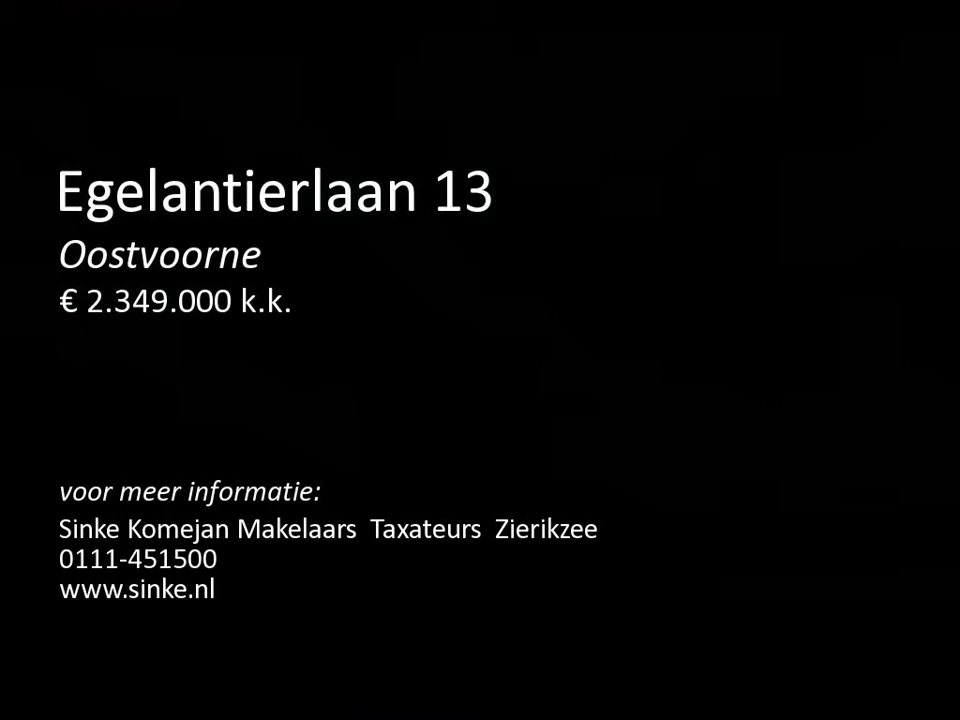 Egelantierlaan 13
Oostvoorne
€ 2.349.000 k.k.
voor meer informatie:
Sinke Komejan Makelaars  Taxateurs  Zierikzee
0111-451500
www.sinke.nl